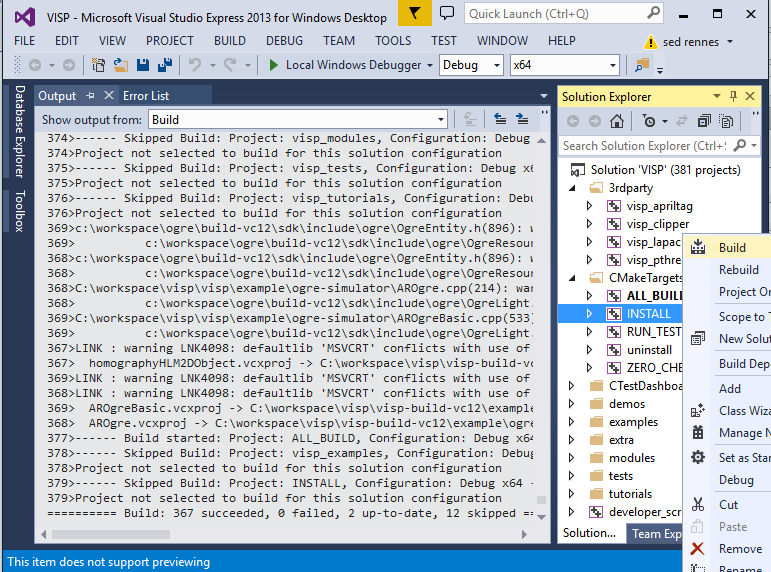 VISP - Microsoft Visual Studio Express 2013 for Windows Desktop
Quick Launch (Ctrl+Q)
FILE EDIT VIEW PROJECT BUILD DEBUG TEAM TOOLS TEST WINDOW HELP
sed rennes
Local Windows Debugger Debug x64
Database Explorer
Toolbox
Output Error List
Show output from: Build
374>------ Skipped Build: Project: visp_modules, Configuration: Debug
374>Project not selected to build for this solution configuration
375>------ Skipped Build: Project: visp_tests, Configuration: Debug x6
375>Project not selected to build for this solution configuration
376>------ Skipped Build: Project: visp_tutorials, Configuration: Debug
376>Project not selected to build for this solution configuration
369>c:\workspace\ogre\build-vc12\sdk\include\OgreEntity.h(896): w
369> c:\workspace\ogre\build-vc12\sdk\include\ogre\OgreResour
368>c:\workspace\ogre\build-vc12\sdk\include\OgreEntity.h(896): w
368> c:\workspace\ogre\build-vc12\sdk\include\ogre\OgreResour
368>C:\workspace\visp\visp\example\ogre-simulator\AROgre.cpp(214): war
368> c:\workspace\ogre\build-vc12\sdk\include\ogre\OgreLight.
369>C:\workspace\visp\visp\example\ogre-simulator\AROgreBasic.cpp(533)
369> c:\workspace\ogre\build-vc12\sdk\include\ogre\OgreLight.
367>LINK : warning LNK4098: defaultlib 'MSVCRT' conflicts with use of
367> homographyHLM2DObject.vcxproj -> C:\workspace\visp\visp-build-vc1
369>LINK : warning LNK4098: defaultlib 'MSVCRT' conflicts with use of
368>LINK : warning LNK4098: defaultlib 'MSVCRT' conflicts with use of
369> AROgreBasic.vcxproj -> C:\workspace\visp\visp-build-vc12\example
368> AROgre.vcxproj -> C:\workspace\visp\visp-build-vc12\example\ogre
377>------ Build started: Project: ALL_BUILD, Configuration: Debug x64
378>------ Skipped Build: Project: visp_examples, Configuration: Debug
378>Project not selected to build for this solution configuration
379>------ Skipped Build: Project: INSTALL, Configuration: Debug x64 -
379>Project not selected to build for this solution configuration
========== Build: 367 succeeded, 0 failed, 2 up-to-date, 12 skipped ==
Solution Explorer
Search Solution Explorer (Ctrl+
Solution 'VISP' (381 projects)
3rdparty
visp_apriltag
visp_clipper
visp_lapac
visp_pthre
CMakeTargets
ALL_BUIL
INSTALL
RUN_TEST
uninstall
ZERO_CHE
CTestDashboa
demos
examples
extra
modules
tests
tutorials
developer_scr
Solution... Team Exp
Build
Rebuild
Project On
Scope to T
New Solut
Build Dep
Add
Class Wiza
Manage N
Set as Star
Debug
Cut
Paste
Remove
Rename
This item does not support previewing